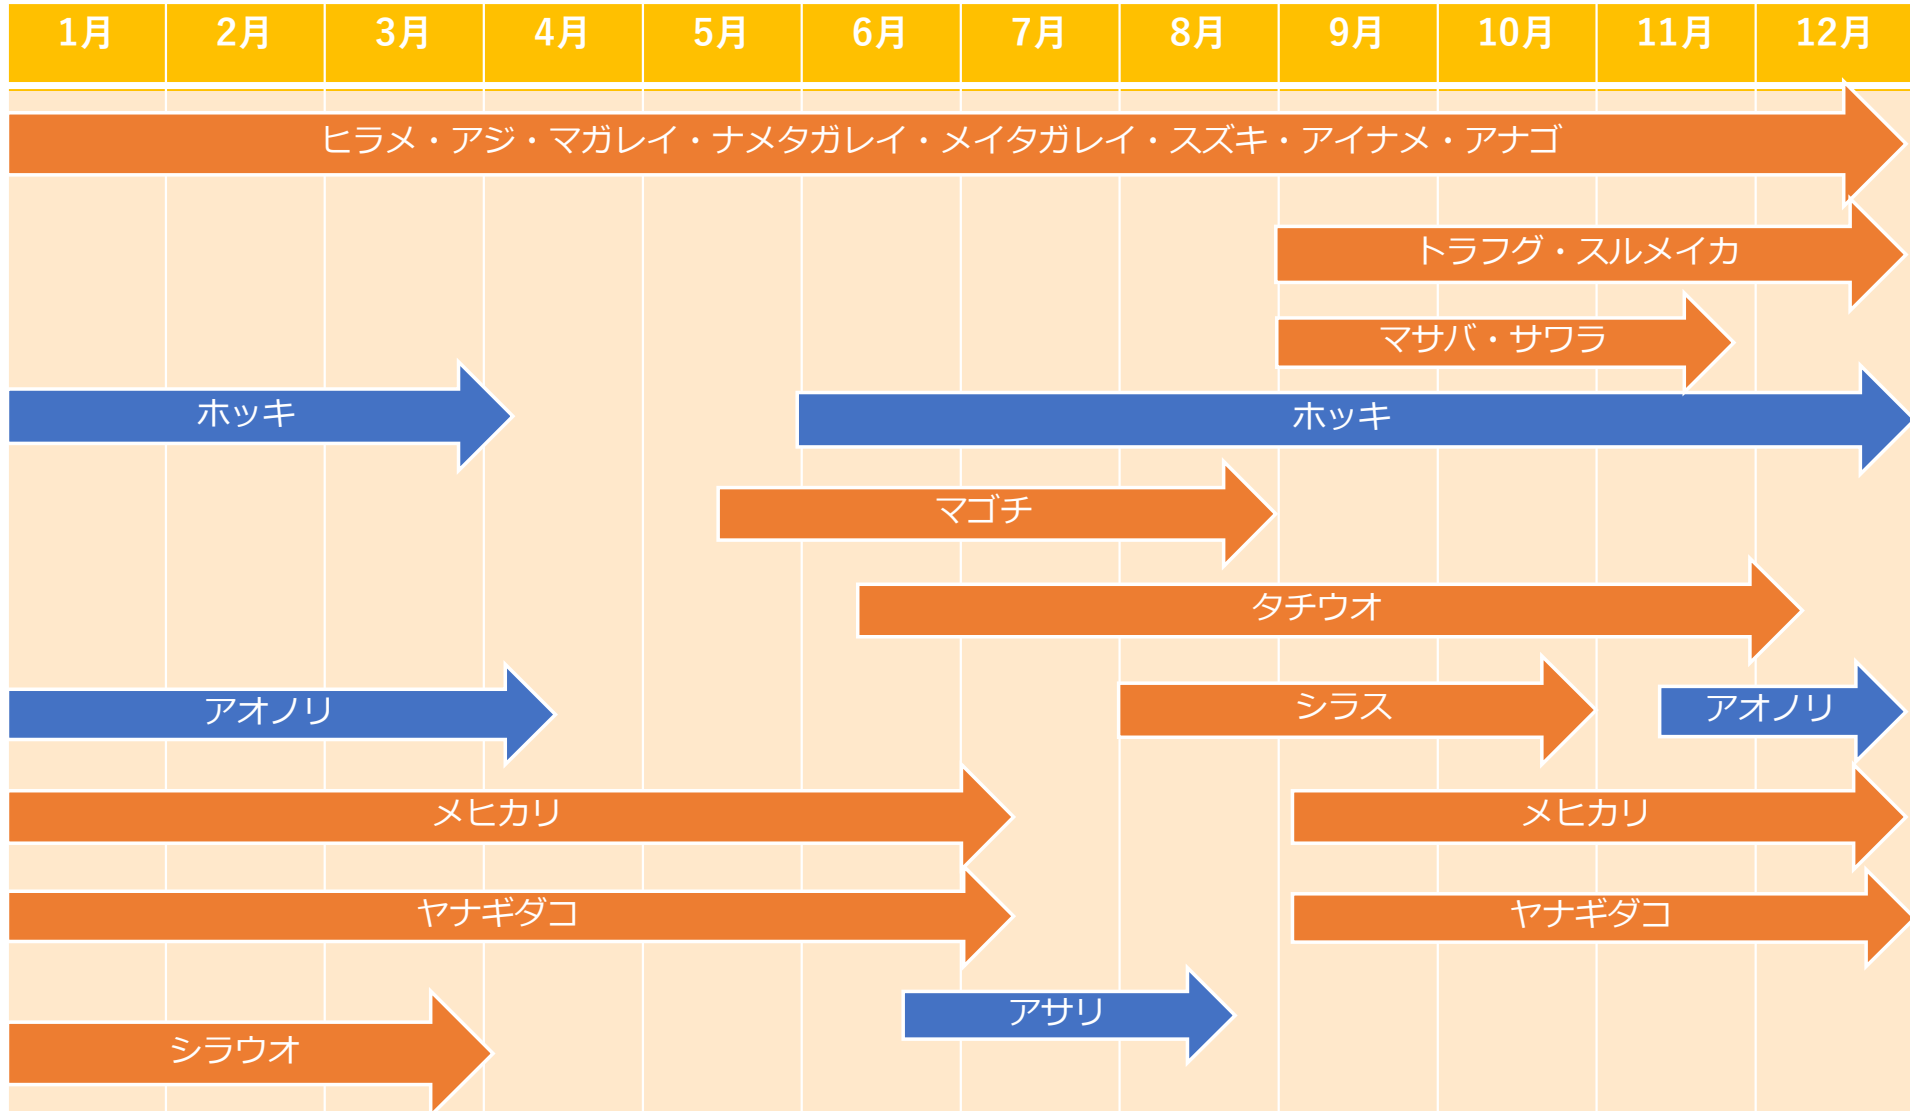 1月 2月 3月 4月 5月 6月 7月 8月 9月 10月 11月 12月
ヒラメ・アジ・マガレイ・ナメタガレイ・メイタガレイ・スズキ・アイナメ・アナゴ
トラフグ・スルメイカ
マサバ・サワラ
ホッキ ホッキ
マゴチ
タチウオ
アオノリ シラス アオノリ
メヒカリ メヒカリ
ヤナギダコ ヤナギダコ
アサリ
シラウオ